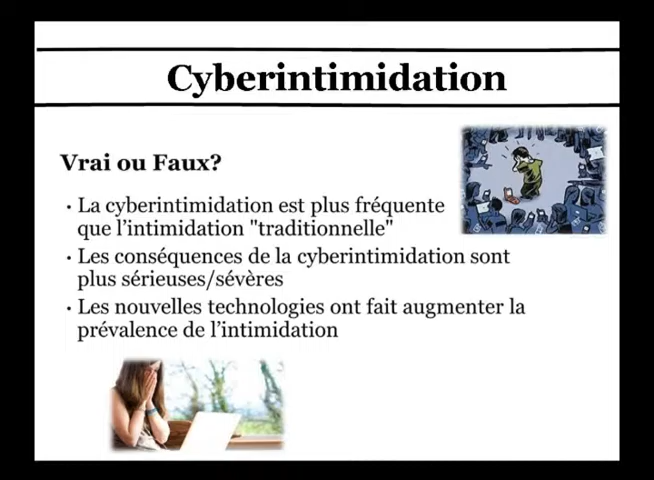 Cyberintimidation
Vrai ou Faux?
• La cyberintimidation est plus fréquente
que l'intimidation "traditionnelle"
• Les conséquences de la cyberintimidation sont
plus sérieuses/sévères
• Les nouvelles technologies ont fait augmenter la
prévalence de l'intimidation